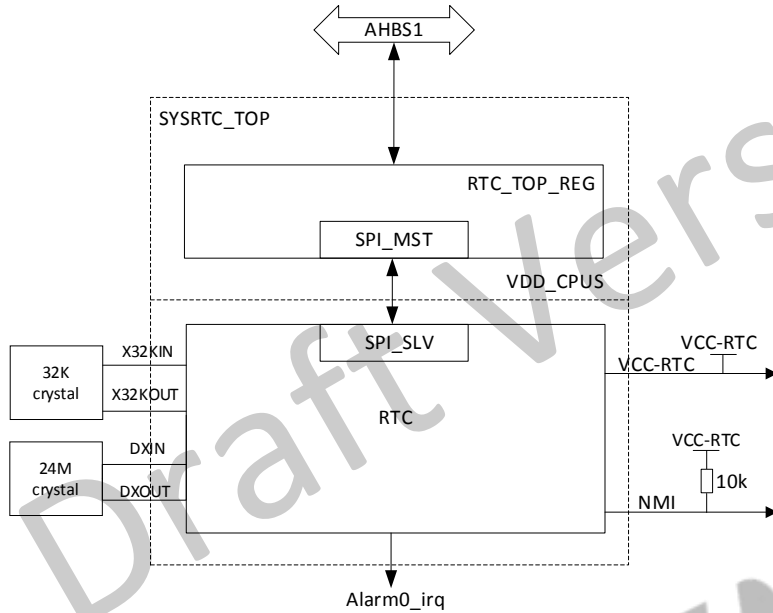 AHBS1
SYSRTC_TOP
RTC_TOP_REG
SPI_MST
VDD_CPUS
SPI_SLV
RTC
32K
crystal
X32KIN
X32KOUT
24M
crystal
DXIN
DXOUT
VCC-RTC
VCC-RTC
VCC-RTC
10k
NMI
Alarm0_irq
Draft Vers